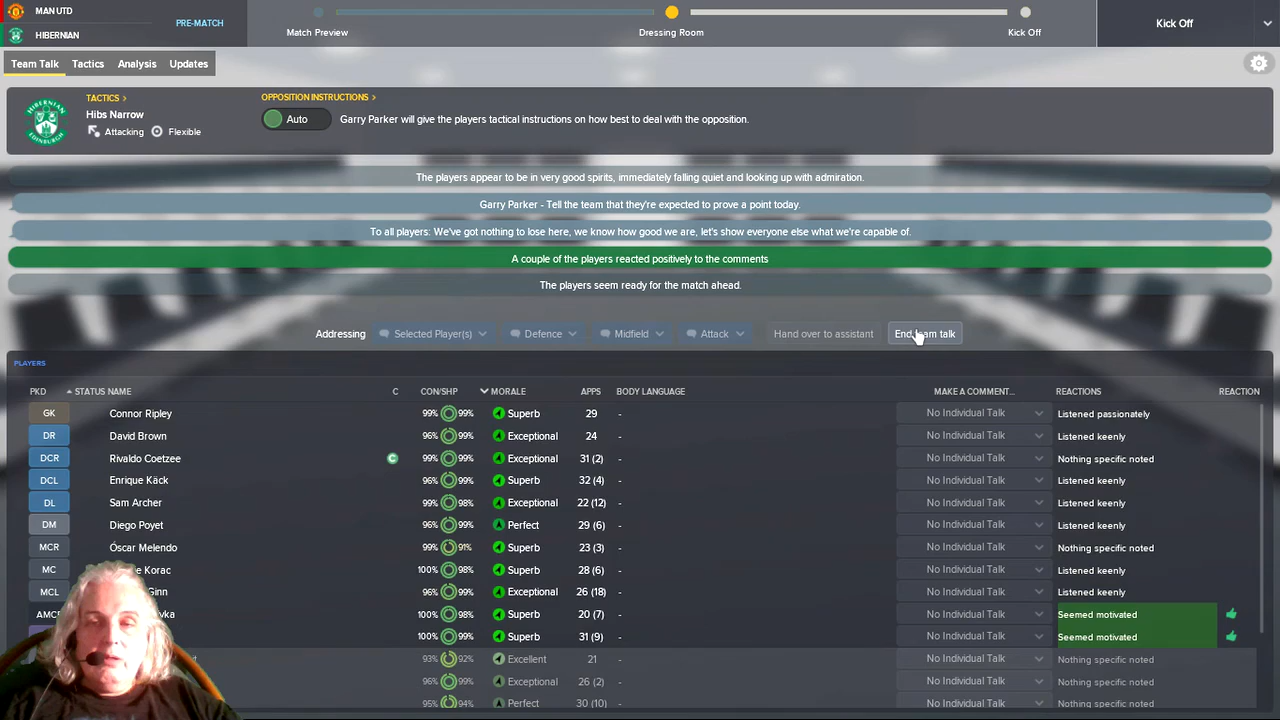 MAN UTD
HIBERNIAN
PRE-MATCH
Match Preview
Dressing Room
Kick Off
Kick Off
Team Talk Tactics Analysis Updates
HIBERNIAN
EDINBURGH
TACTICS >
Hibs Narrow
Attacking Flexible
OPPOSITION INSTRUCTIONS >
Auto Garry Parker will give the players tactical instructions on how best to deal with the opposition.
The players appear to be in very good spirits, immediately falling quiet and looking up with admiration.
Garry Parker - Tell the team that they're expected to prove a point today.
To all players: We've got nothing to lose here, we know how good we are, let's show everyone else what we're capable of.
A couple of the players reacted positively to the comments
The players seem ready for the match ahead.
Addressing Selected Player(s) Defence Midfield Attack Hand over to assistant End team talk
PLAYERS
PKD STATUS NAME C CON/SHP MORALE APPS BODY LANGUAGE MAKE A COMMENT... REACTIONS REACTION
GK Connor Ripley 99% 99% Superb 29 - No Individual Talk Listened passionately
DR David Brown 96% 99% Exceptional 24 - No Individual Talk Listened keenly
DCR Rivaldo Coetzee C 99% 99% Exceptional 31 (2) - No Individual Talk Nothing specific noted
DCL Enrique Käck 96% 99% Superb 32 (4) - No Individual Talk Listened keenly
DL Sam Archer 99% 98% Exceptional 22 (12) - No Individual Talk Listened keenly
DM Diego Poyet 96% 99% Perfect 29 (6) - No Individual Talk Listened keenly
MCR Óscar Melendo 99% 91% Superb 23 (3) - No Individual Talk Nothing specific noted
MC Korac 100% 98% Superb 28 (6) - No Individual Talk Listened keenly
MCL Ginn 96% 99% Exceptional 26 (18) - No Individual Talk Listened keenly
100% 98% Superb 20 (7) - No Individual Talk Seemed motivated
100% 99% Superb 31 (9) - No Individual Talk Seemed motivated
93% 92% Excellent 21 - No Individual Talk Nothing specific noted
96% 99% Exceptional 26 (2) - No Individual Talk Nothing specific noted
95% 94% Perfect 30 (10) - No Individual Talk Nothing specific noted